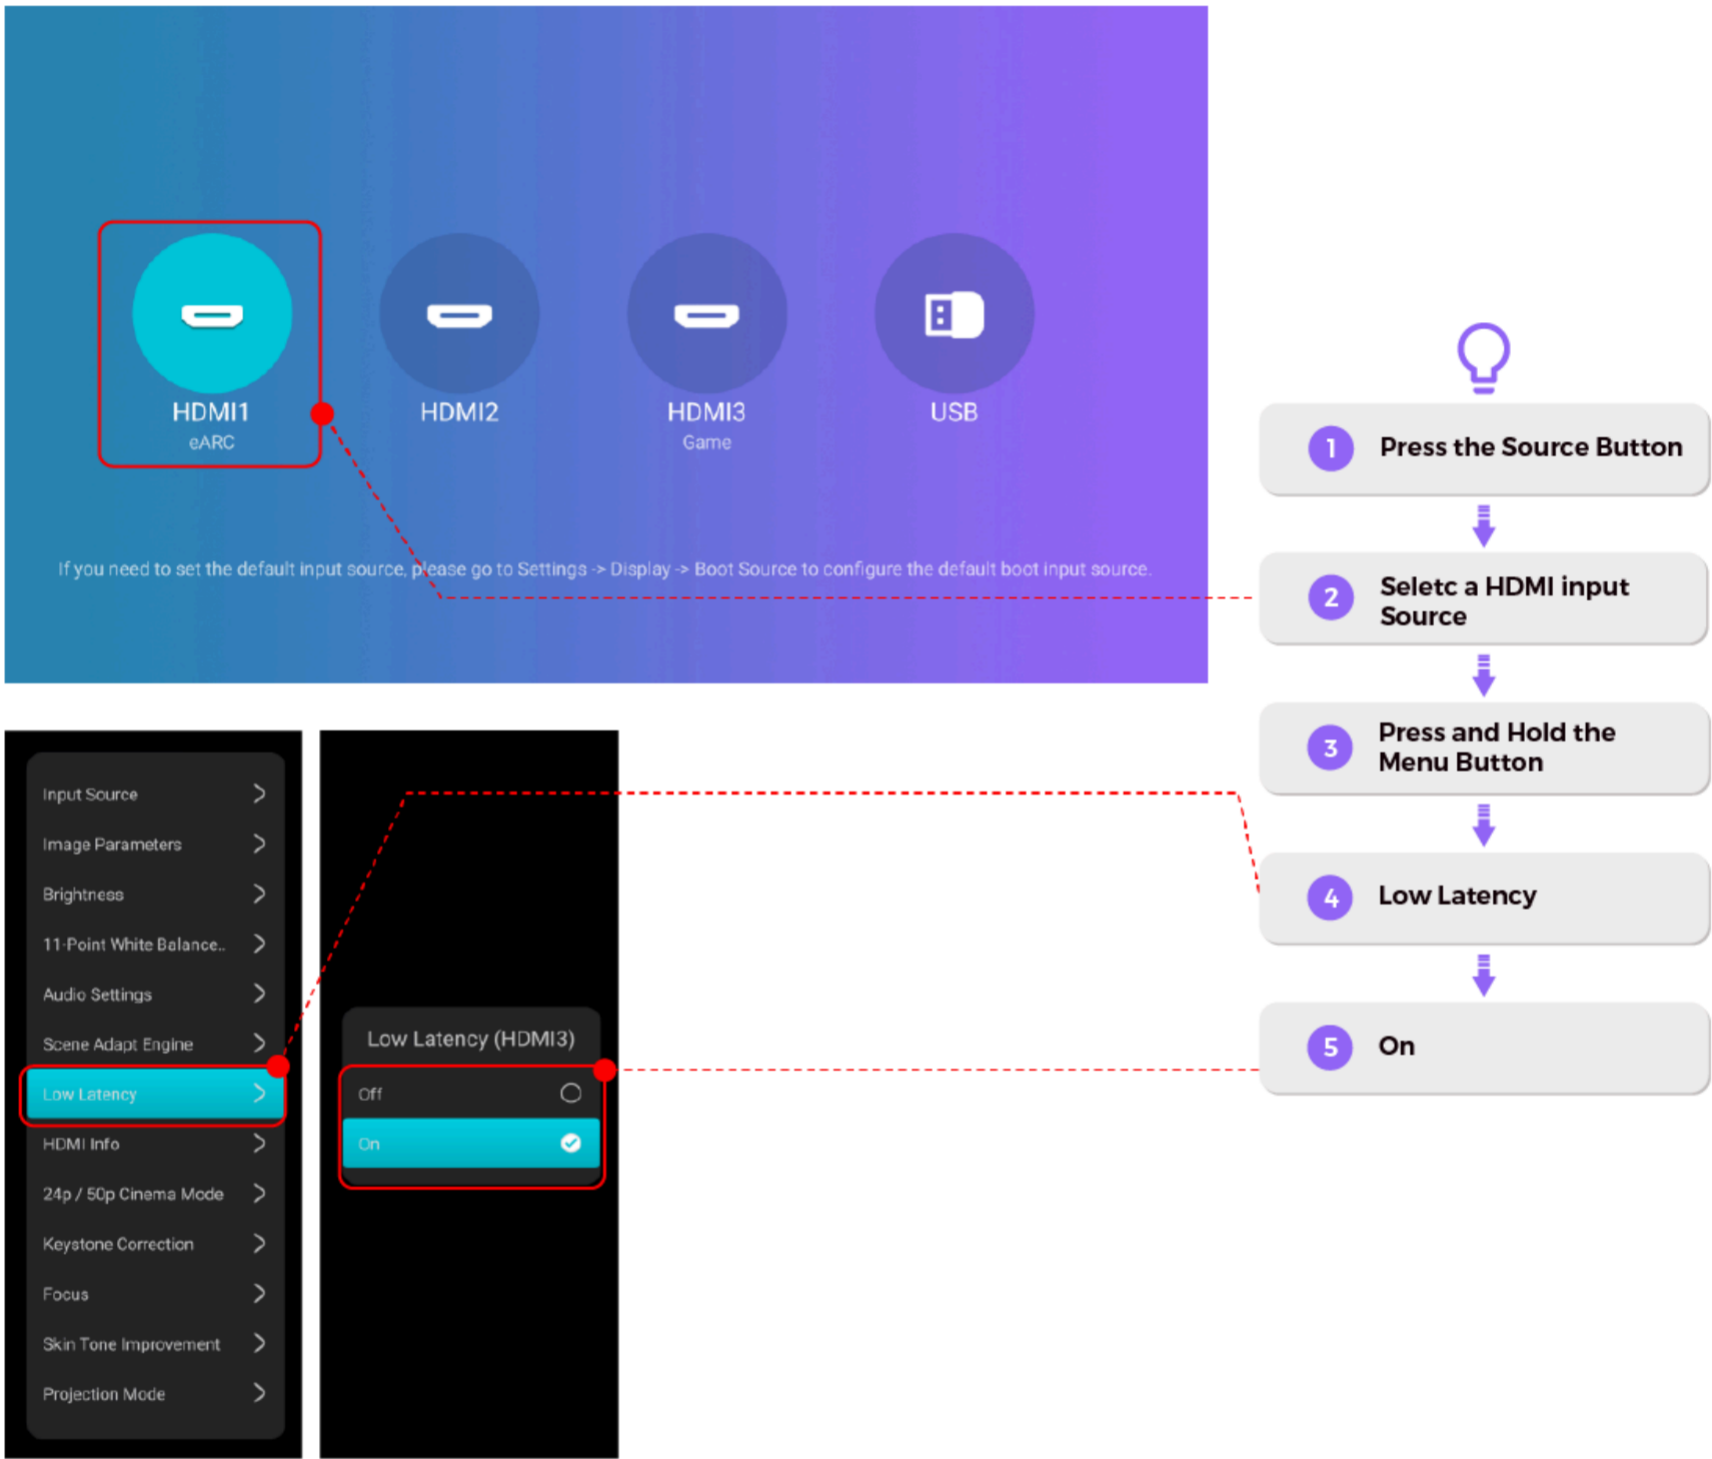 HDMI1
eARC
HDMI2
HDMI3
Game
USB
If you need to set the default input source, please go to Settings -> Display -> Boot Source to configure the default boot input source.
1 Press the Source Button
2 Seletc a HDMI input
Source
3 Press and Hold the
Menu Button
4 Low Latency
5 On
Input Source
Image Parameters
Brightness
11-Point White Balance..
Audio Settings
Scene Adapt Engine
Low Latency
HDMI Info
24p / 50p Cinema Mode
Keystone Correction
Focus
Skin Tone Improvement
Projection Mode
Low Latency (HDMI3)
Off
On